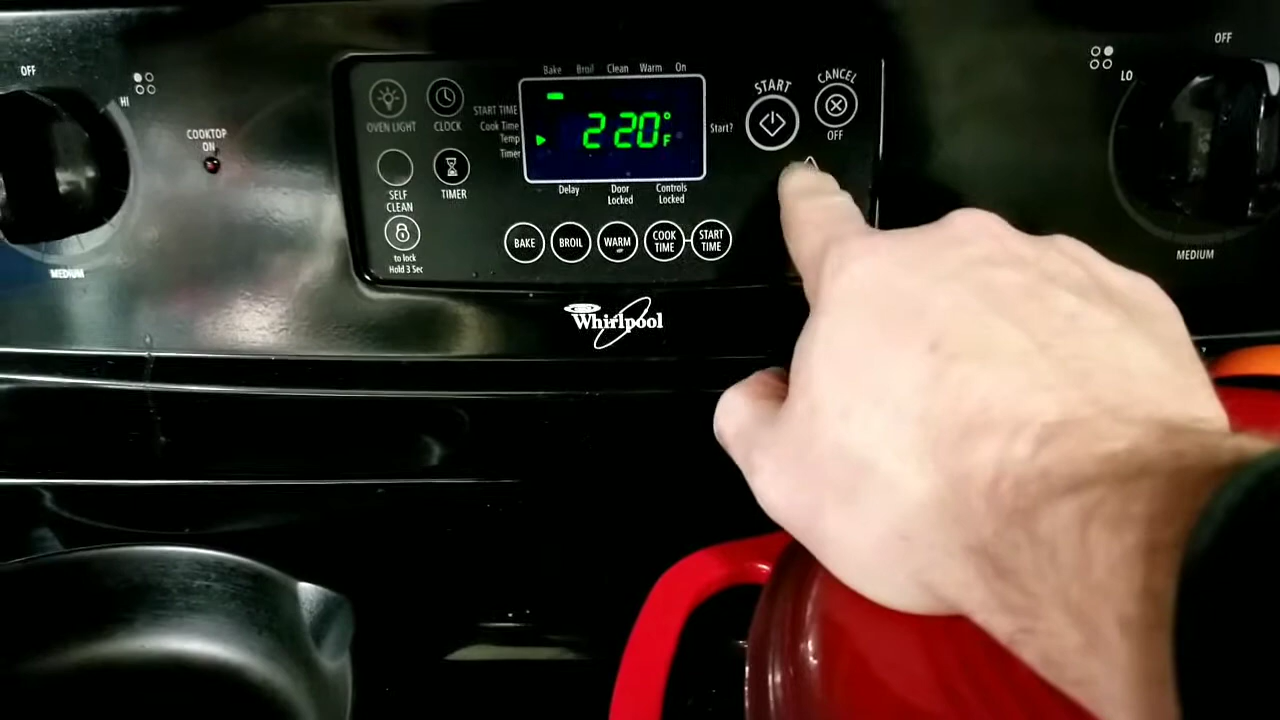 OFF
HI
MEDIUM
COOKTOP
ON
OVEN LIGHT
CLOCK
SELF
CLEAN
TIMER
to lock
Hold 3 Sec
Bake Broil Clean Warm On
START TIME
Cook Time
Temp
Timer
220°F
Start?
Delay
Door
Locked
Controls
Locked
BAKE
BROIL
WARM
COOK
TIME
START
TIME
START
CANCEL
OFF
Whirlpool
OFF
LO
MEDIUM